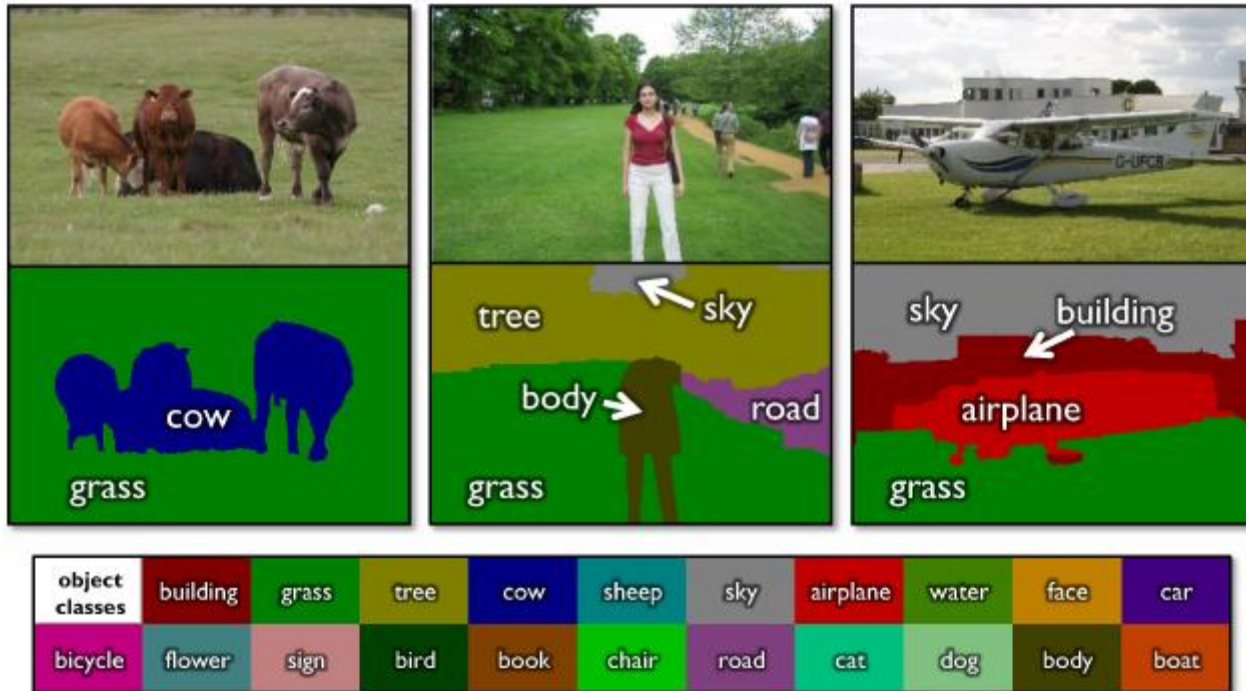 G-UFCB
cow
grass
tree
sky
body
road
grass
sky
building
airplane
grass
object classes
building
grass
tree
cow
sheep
sky
airplane
water
face
car
bicycle
flower
sign
bird
book
chair
road
cat
dog
body
boat